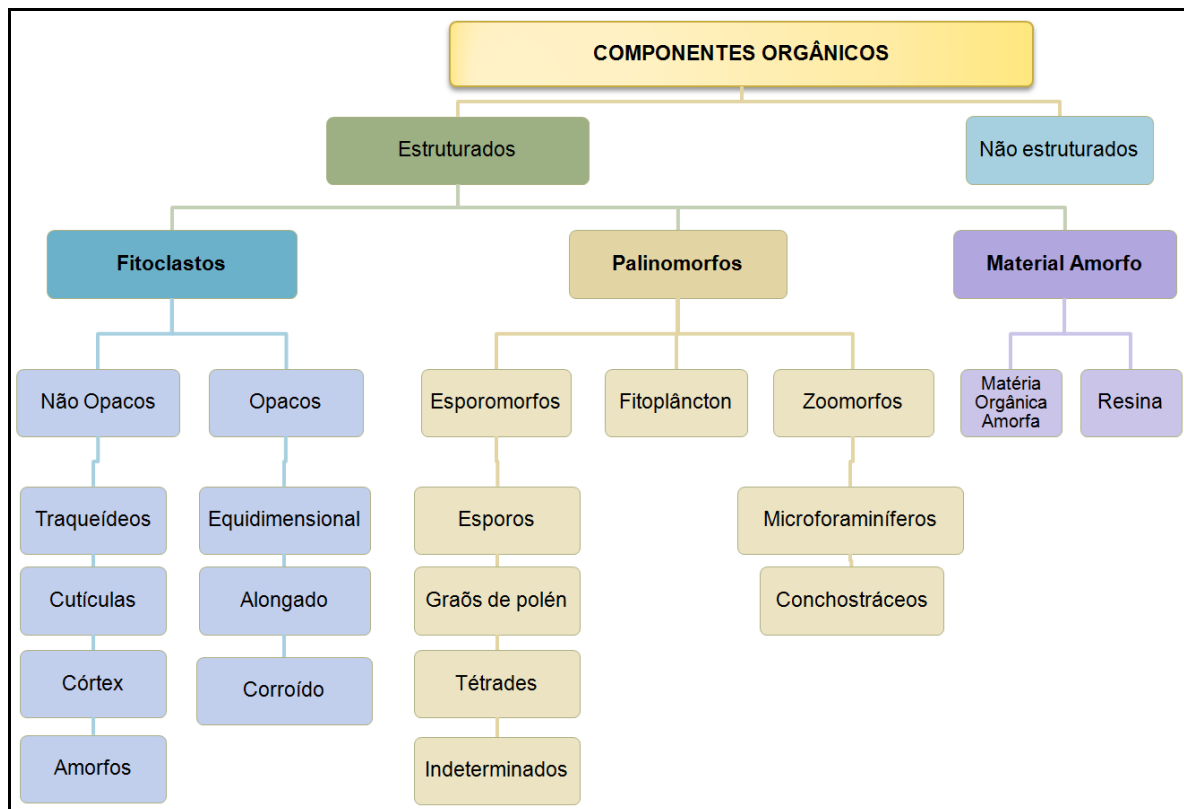 COMPONENTES ORGÂNICOS
Estruturados
Não estruturados
Fitoclastos
Palinomorfos
Material Amorfo
Não Opacos
Opacos
Esporomorfos
Fitoplâncton
Zoomorfos
Matéria
Orgânica
Amorfa
Resina
Traqueídeos
Equidimensional
Esporos
Microforaminíferos
Cutículas
Alongado
Graõs de polén
Conchostráceos
Córtex
Corroído
Tétrades
Amorfos
Indeterminados